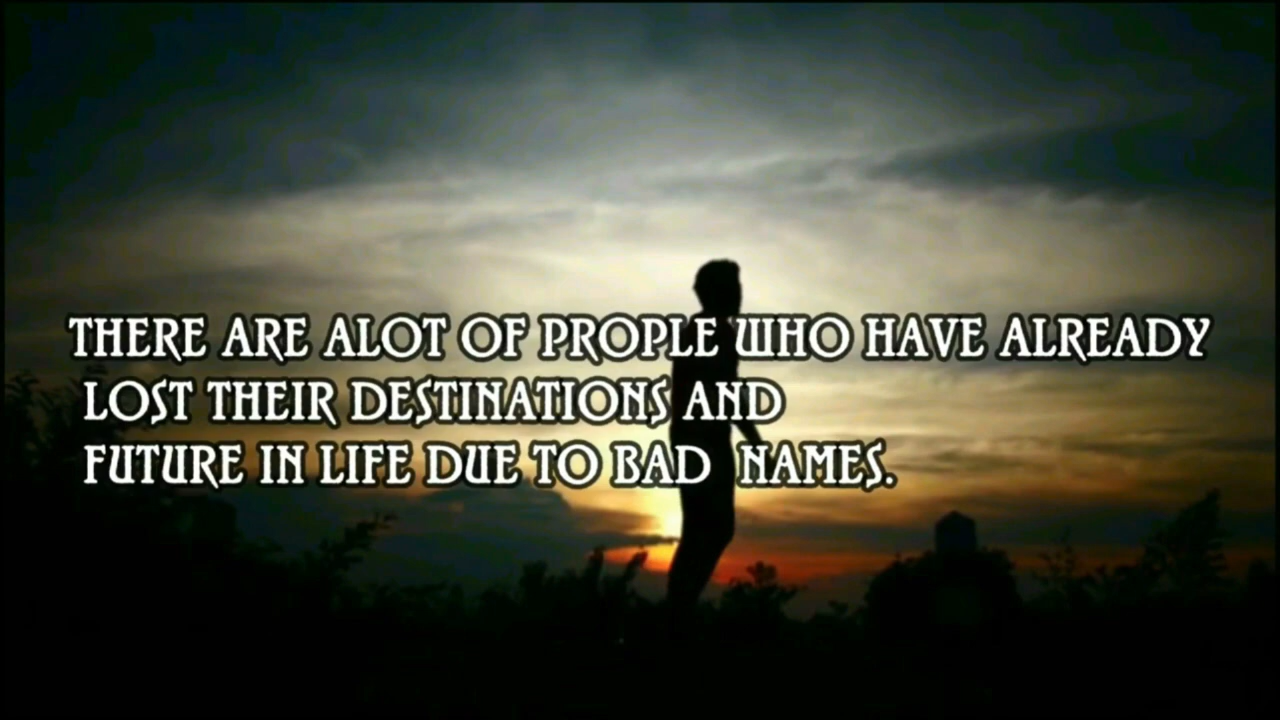 THERE ARE ALOT OF PROPLE WHO HAVE ALREADY
LOST THEIR DESTINATIONS AND
FUTURE IN LIFE DUE TO BAD NAMES.